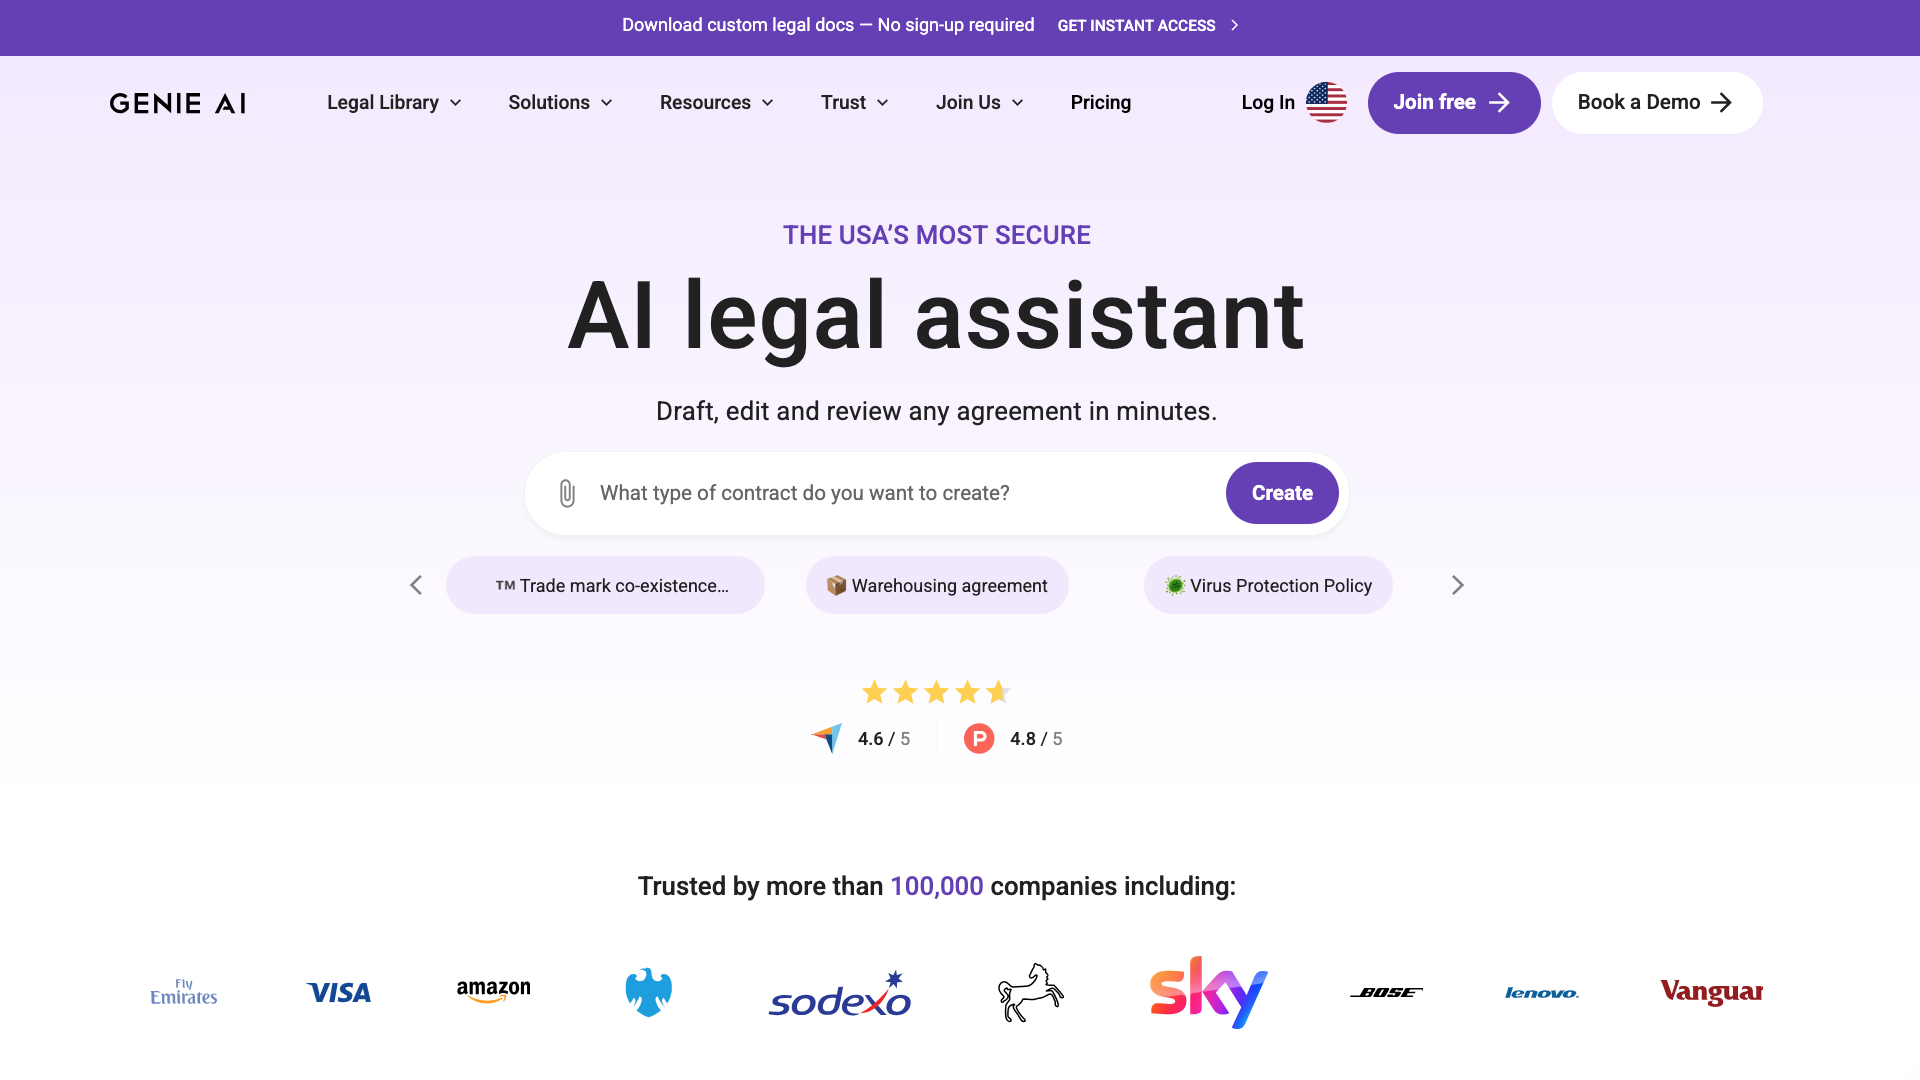 Download custom legal docs — No sign-up required GET INSTANT ACCESS
GENIE AI Legal Library Solutions Resources Trust Join Us Pricing Log In Join free Book a Demo
THE USA’S MOST SECURE
AI legal assistant
Draft, edit and review any agreement in minutes.
What type of contract do you want to create? Create
™️ Trade mark co-existence... 📦 Warehousing agreement 🦠 Virus Protection Policy
4.6 / 5 P 4.8 / 5
Trusted by more than 100,000 companies including:
Fly
Emirates VISA amazon sodexo sky BOSE lenovo. Vanguar